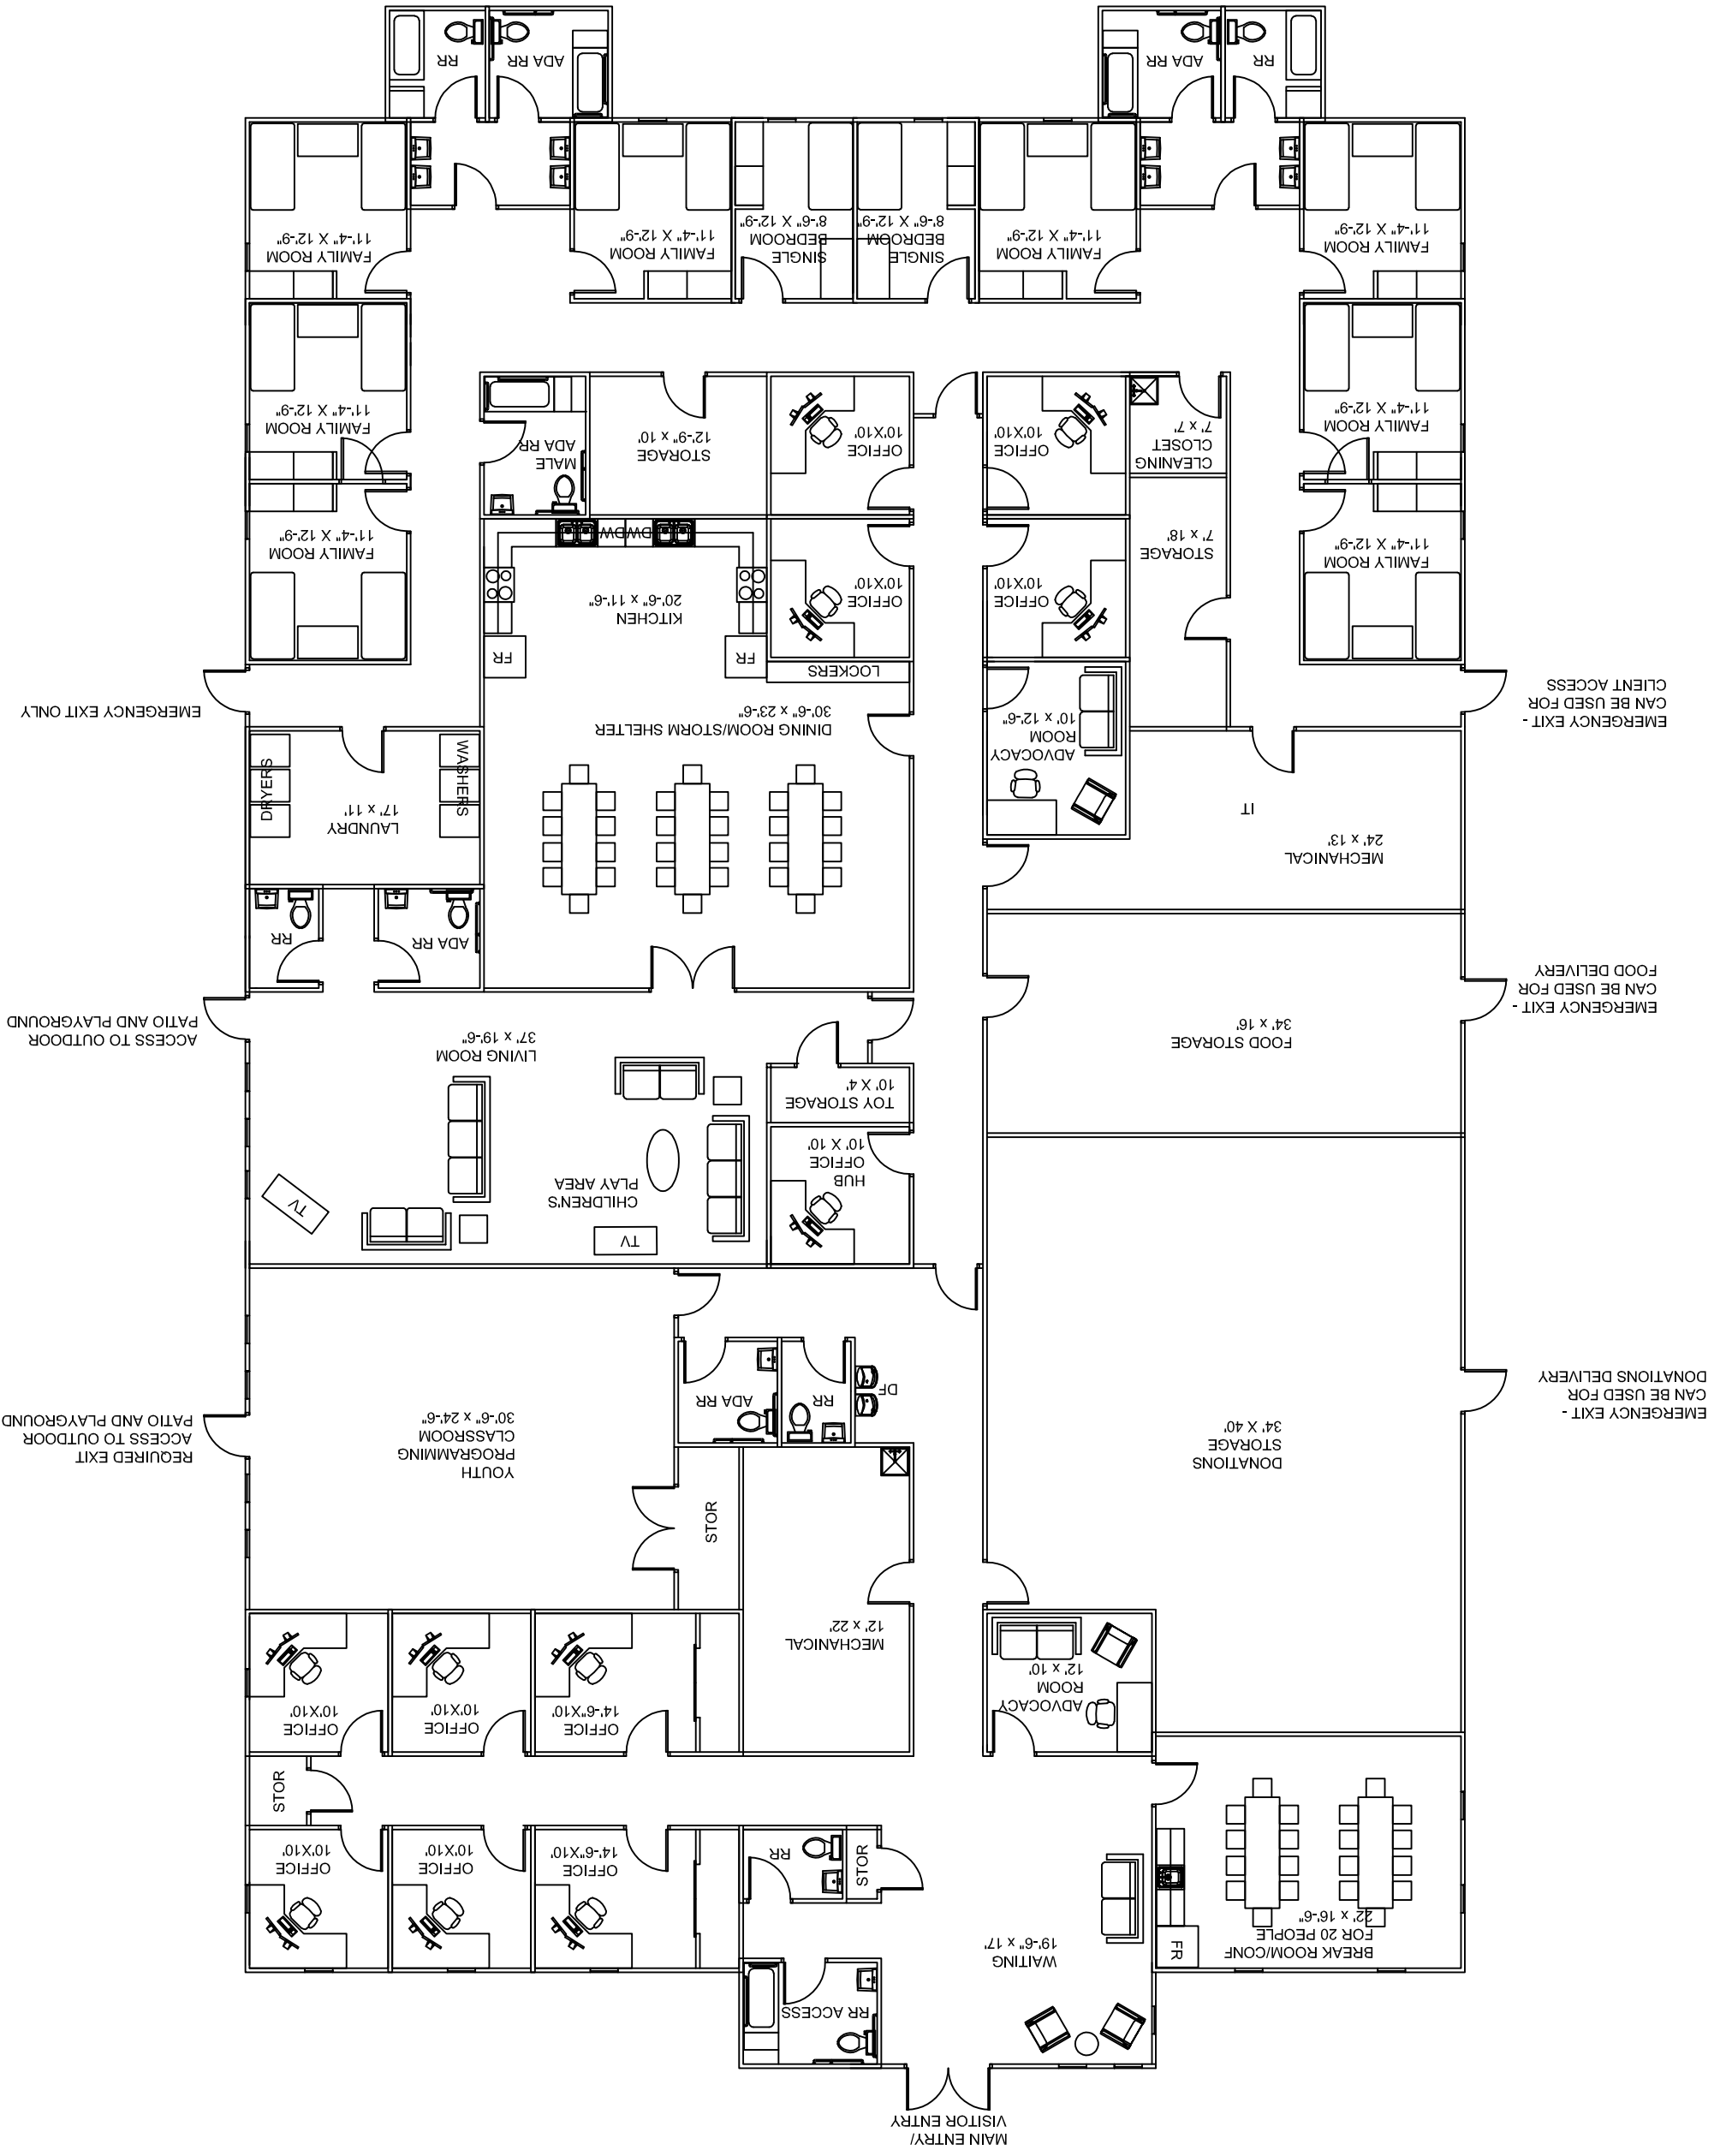 MAIN ENTRY/
VISITOR ENTRY
RR ACCESS
WAITING
19'-6" x 17'
BREAK ROOM/CONF
FOR 20 PEOPLE
22' x 16'-6"
FR
STOR
RR
OFFICE
14'-6"X10'
OFFICE
10'X10'
OFFICE
10'X10'
STOR
ADVOCACY
ROOM
12' x 10'
OFFICE
14'-6"X10'
OFFICE
10'X10'
OFFICE
10'X10'
MECHANICAL
12' x 22'
STOR
EMERGENCY EXIT -
CAN BE USED FOR
DONATIONS DELIVERY
DONATIONS
STORAGE
34' X 40'
DF
RR
ADA RR
YOUTH
PROGRAMMING
CLASSROOM
30'-6" x 24'-6"
REQUIRED EXIT
ACCESS TO OUTDOOR
PATIO AND PLAYGROUND
HUB
OFFICE
10' X 10'
TV
CHILDREN'S
PLAY AREA
TV
TOY STORAGE
10' X 4'
LIVING ROOM
37' x 19'-6"
ACCESS TO OUTDOOR
PATIO AND PLAYGROUND
FOOD STORAGE
34' x 16'
EMERGENCY EXIT -
CAN BE USED FOR
FOOD DELIVERY
ADA RR
RR
MECHANICAL
24' x 13'
IT
LAUNDRY
17' x 11'
WASHERS
DRYERS
ADVOCACY
ROOM
10' x 12'-6"
DINING ROOM/STORM SHELTER
30'-6" x 23'-6"
LOCKERS
EMERGENCY EXIT -
CAN BE USED FOR
CLIENT ACCESS
EMERGENCY EXIT ONLY
FR
FR
KITCHEN
20'-6" x 11'-6"
DW
DW
OFFICE
10'X10'
OFFICE
10'X10'
STORAGE
7' x 18'
FAMILY ROOM
11'-4" X 12'-9"
FAMILY ROOM
11'-4" X 12'-9"
CLEANING
CLOSET
7' x 7'
OFFICE
10'X10'
OFFICE
10'X10'
STORAGE
12'-9" x 10'
MALE
ADA RR
FAMILY ROOM
11'-4" X 12'-9"
FAMILY ROOM
11'-4" X 12'-9"
FAMILY ROOM
11'-4" X 12'-9"
FAMILY ROOM
11'-4" X 12'-9"
SINGLE
BEDROOM
8'-6" X 12'-9"
SINGLE
BEDROOM
8'-6" X 12'-9"
FAMILY ROOM
11'-4" X 12'-9"
FAMILY ROOM
11'-4" X 12'-9"
RR
ADA RR
ADA RR
RR